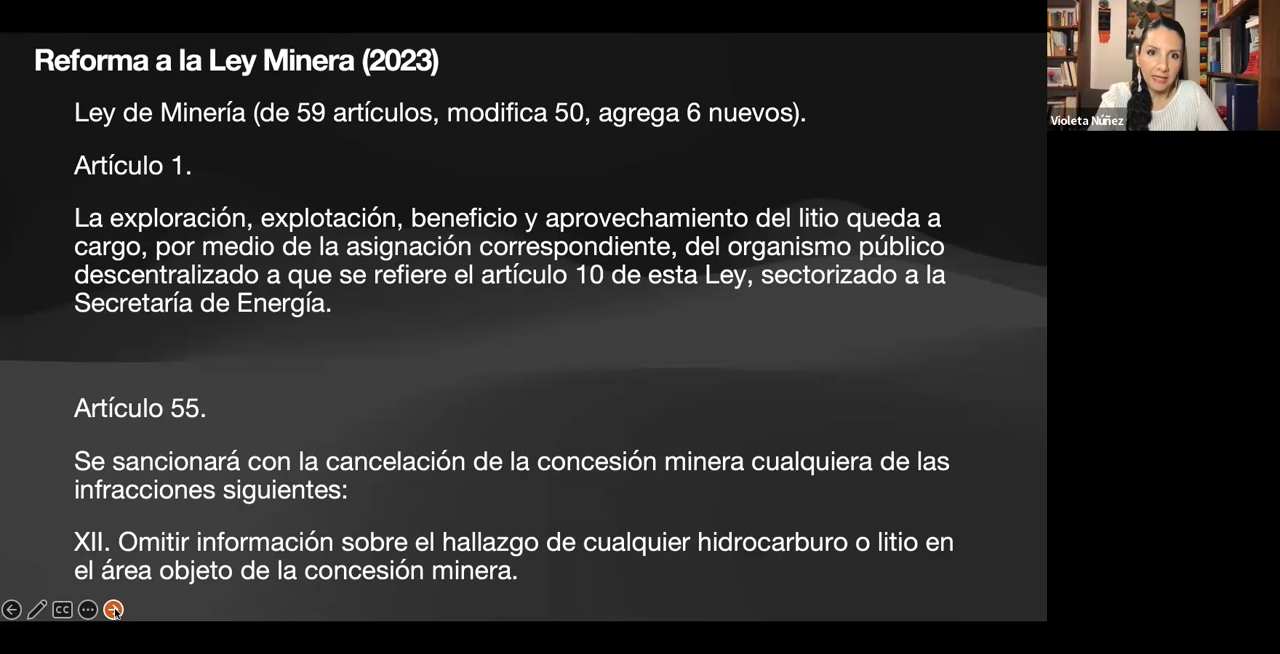 Reforma a la Ley Minera (2023)
Ley de Minería (de 59 artículos, modifica 50, agrega 6 nuevos).
Artículo 1.
La exploración, explotación, beneficio y aprovechamiento del litio queda a
cargo, por medio de la asignación correspondiente, del organismo público
descentralizado a que se refiere el artículo 10 de esta Ley, sectorizado a la
Secretaría de Energía.
Artículo 55.
Se sancionará con la cancelación de la concesión minera cualquiera de las
infracciones siguientes:
XII. Omitir información sobre el hallazgo de cualquier hidrocarburo o litio en
el área objeto de la concesión minera.
CC
Violeta Núñez